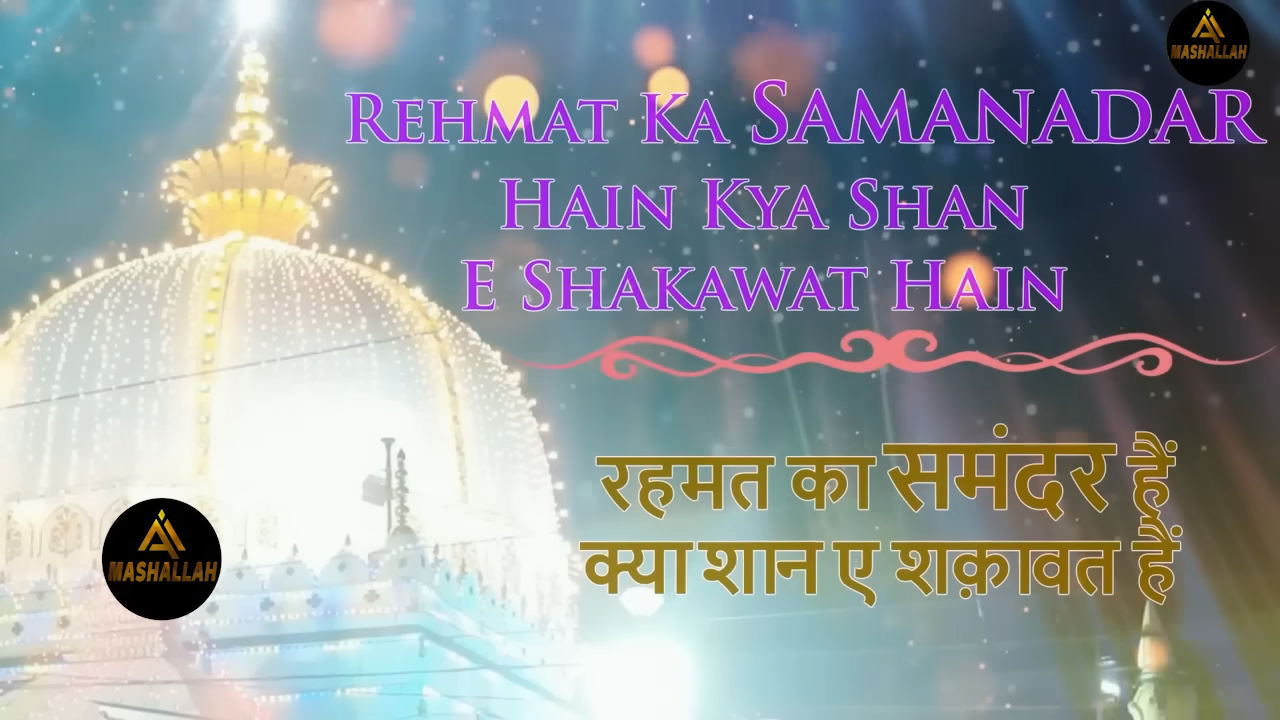 MASHALLAH
REHMAT KA SAMANADAR
HAIN KYA SHAN
E SHAKAWAT HAIN
रहमत का समंदर हैं
क्या शान ए शक़ावत हैं
MASHALLAH